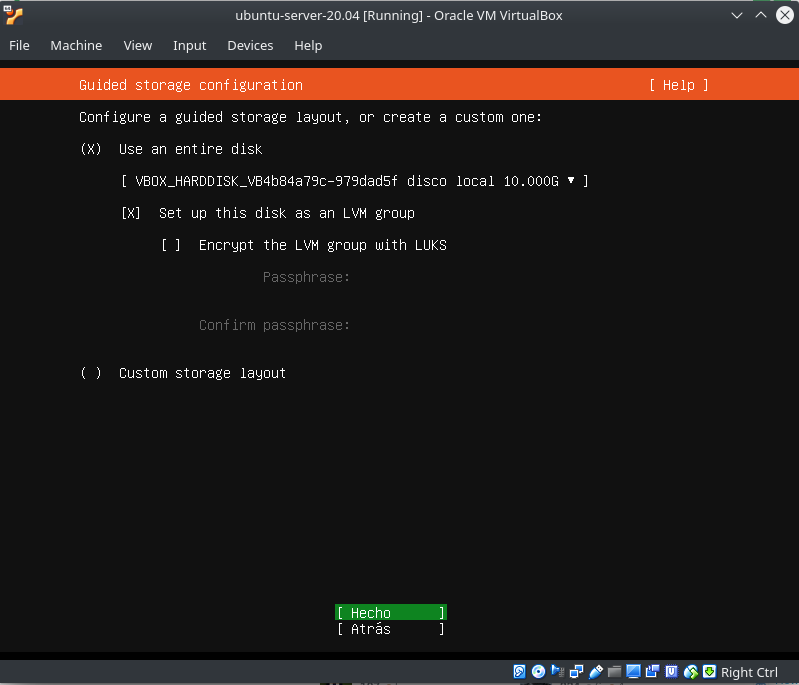 ubuntu-server-20.04 [Running] - Oracle VM VirtualBox
File Machine View Input Devices Help
Guided storage configuration [ Help ]
Configure a guided storage layout, or create a custom one:
(X) Use an entire disk
[ VBOX_HARDDISK_VB4b84a79c-979dad5f disco local 10.000G ▾ ]
[X] Set up this disk as an LVM group
[ ] Encrypt the LVM group with LUKS
Passphrase:
Confirm passphrase:
( ) Custom storage layout
[ Hecho ]
[ Atrás ]
Right Ctrl